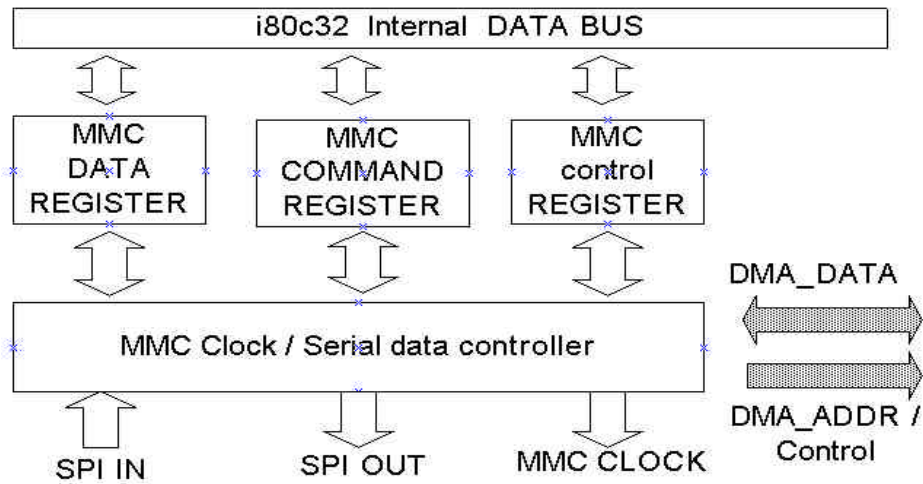 i80c32 Internal DATA BUS
MMC
DATA
REGISTER
MMC
COMMAND
REGISTER
MMC
control
REGISTER
DMA_DATA
MMC Clock / Serial data controller
DMA_ADDR /
Control
SPI IN
SPI OUT
MMC CLOCK